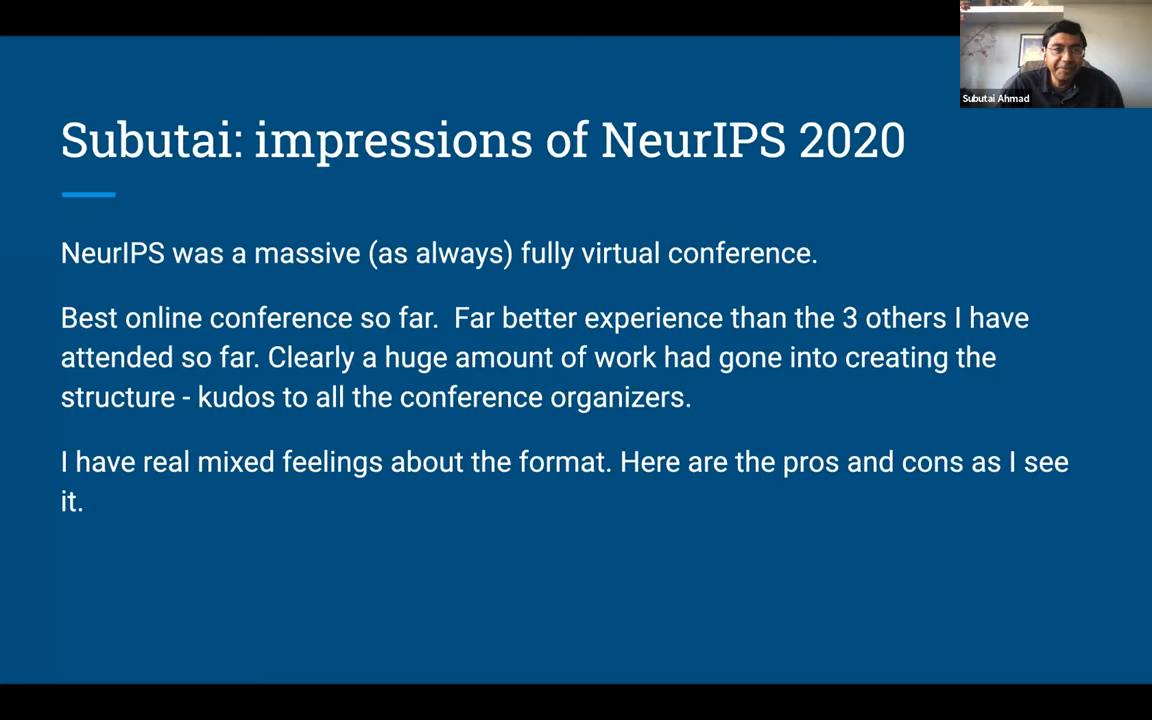 Subutai Ahmad
Subutai: impressions of NeurIPS 2020
NeurIPS was a massive (as always) fully virtual conference.
Best online conference so far.  Far better experience than the 3 others I have
attended so far. Clearly a huge amount of work had gone into creating the
structure - kudos to all the conference organizers.
I have real mixed feelings about the format. Here are the pros and cons as I see
it.